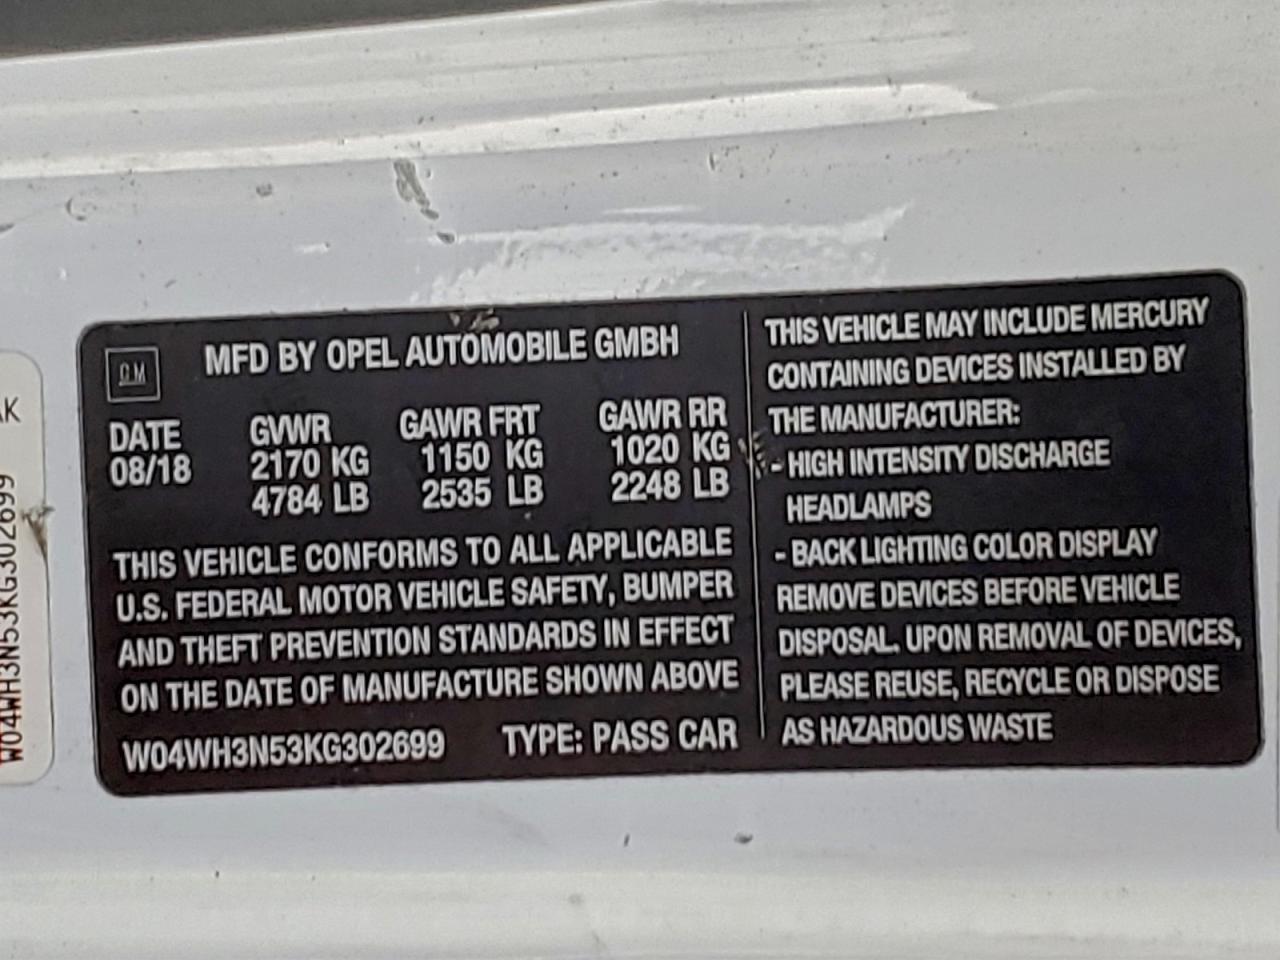 GM
MFD BY OPEL AUTOMOBILE GMBH
DATE GVWR GAWR FRT GAWR RR
08/18 2170 KG 1150 KG 1020 KG
4784 LB 2535 LB 2248 LB
THIS VEHICLE CONFORMS TO ALL APPLICABLE
U.S. FEDERAL MOTOR VEHICLE SAFETY, BUMPER
AND THEFT PREVENTION STANDARDS IN EFFECT
ON THE DATE OF MANUFACTURE SHOWN ABOVE
W04WH3N53KG302699 TYPE: PASS CAR
THIS VEHICLE MAY INCLUDE MERCURY
CONTAINING DEVICES INSTALLED BY
THE MANUFACTURER:
- HIGH INTENSITY DISCHARGE
HEADLAMPS
- BACK LIGHTING COLOR DISPLAY
REMOVE DEVICES BEFORE VEHICLE
DISPOSAL. UPON REMOVAL OF DEVICES,
PLEASE REUSE, RECYCLE OR DISPOSE
AS HAZARDOUS WASTE
W04WH3N53KG302699